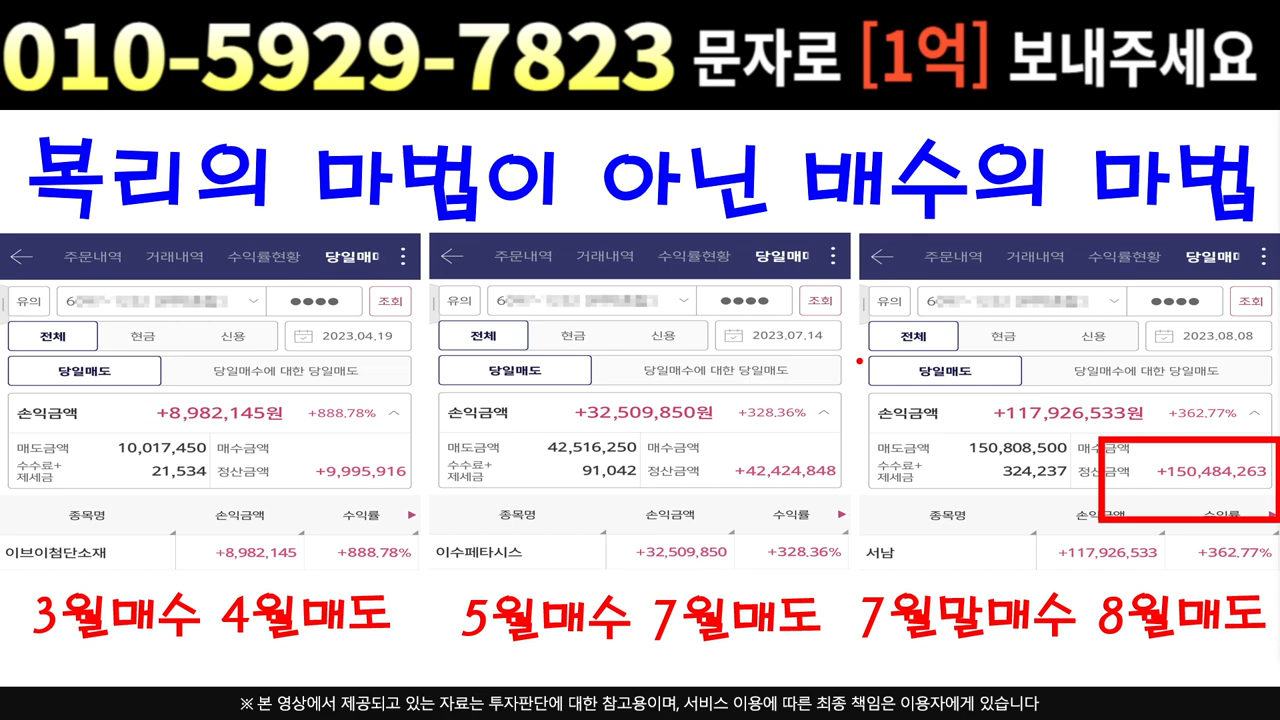 010-5929-7823 문자로 [1억] 보내주세요
복리의 마법이 아닌 배수의 마법
주문내역 거래내역 수익률현황 당일매
유의 6 ●●●● 조회
전체 현금 신용 2023.04.19
당일매도 당일매수에 대한 당일매도
손익금액 +8,982,145원 +888.78%
매도금액 10,017,450 매수금액
수수료+
제세금 21,534 정산금액 +9,995,916
종목명 손익금액 수익률
이브이첨단소재 +8,982,145 +888.78%
3월매수 4월매도
주문내역 거래내역 수익률현황 당일매
유의 6 ●●●● 조회
전체 현금 신용 2023.07.14
당일매도 당일매수에 대한 당일매도
손익금액 +32,509,850원 +328.36%
매도금액 42,516,250 매수금액
수수료+
제세금 91,042 정산금액 +42,424,848
종목명 손익금액 수익률
이수페타시스 +32,509,850 +328.36%
5월매수 7월매도
주문내역 거래내역 수익률현황 당일매
유의 6 ●●●● 조회
전체 현금 신용 2023.08.08
당일매도 당일매수에 대한 당일매도
손익금액 +117,926,533원 +362.77%
매도금액 150,808,500 매수금액
수수료+
제세금 324,237 정산금액 +150,484,263
종목명 손익금액 수익률
서남 +117,926,533 +362.77%
7월말매수 8월매도
※ 본 영상에서 제공되고 있는 자료는 투자판단에 대한 참고용이며, 서비스 이용에 따른 최종 책임은 이용자에게 있습니다